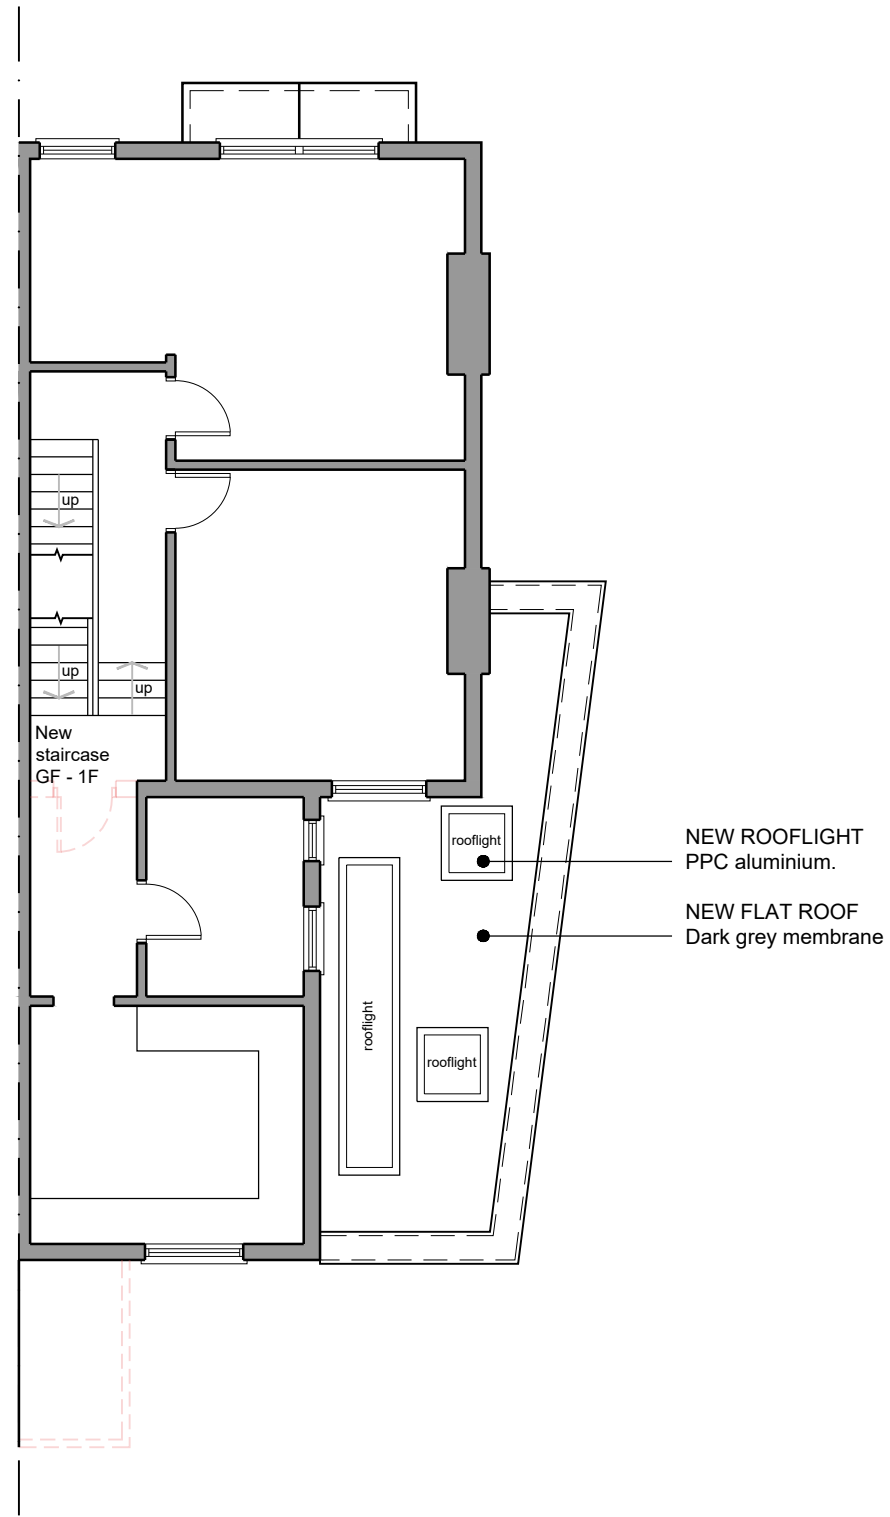 up
up
up
New
staircase
GF - 1F
rooflight
NEW ROOFLIGHT
PPC aluminium.
NEW FLAT ROOF
Dark grey membrane
rooflight
rooflight